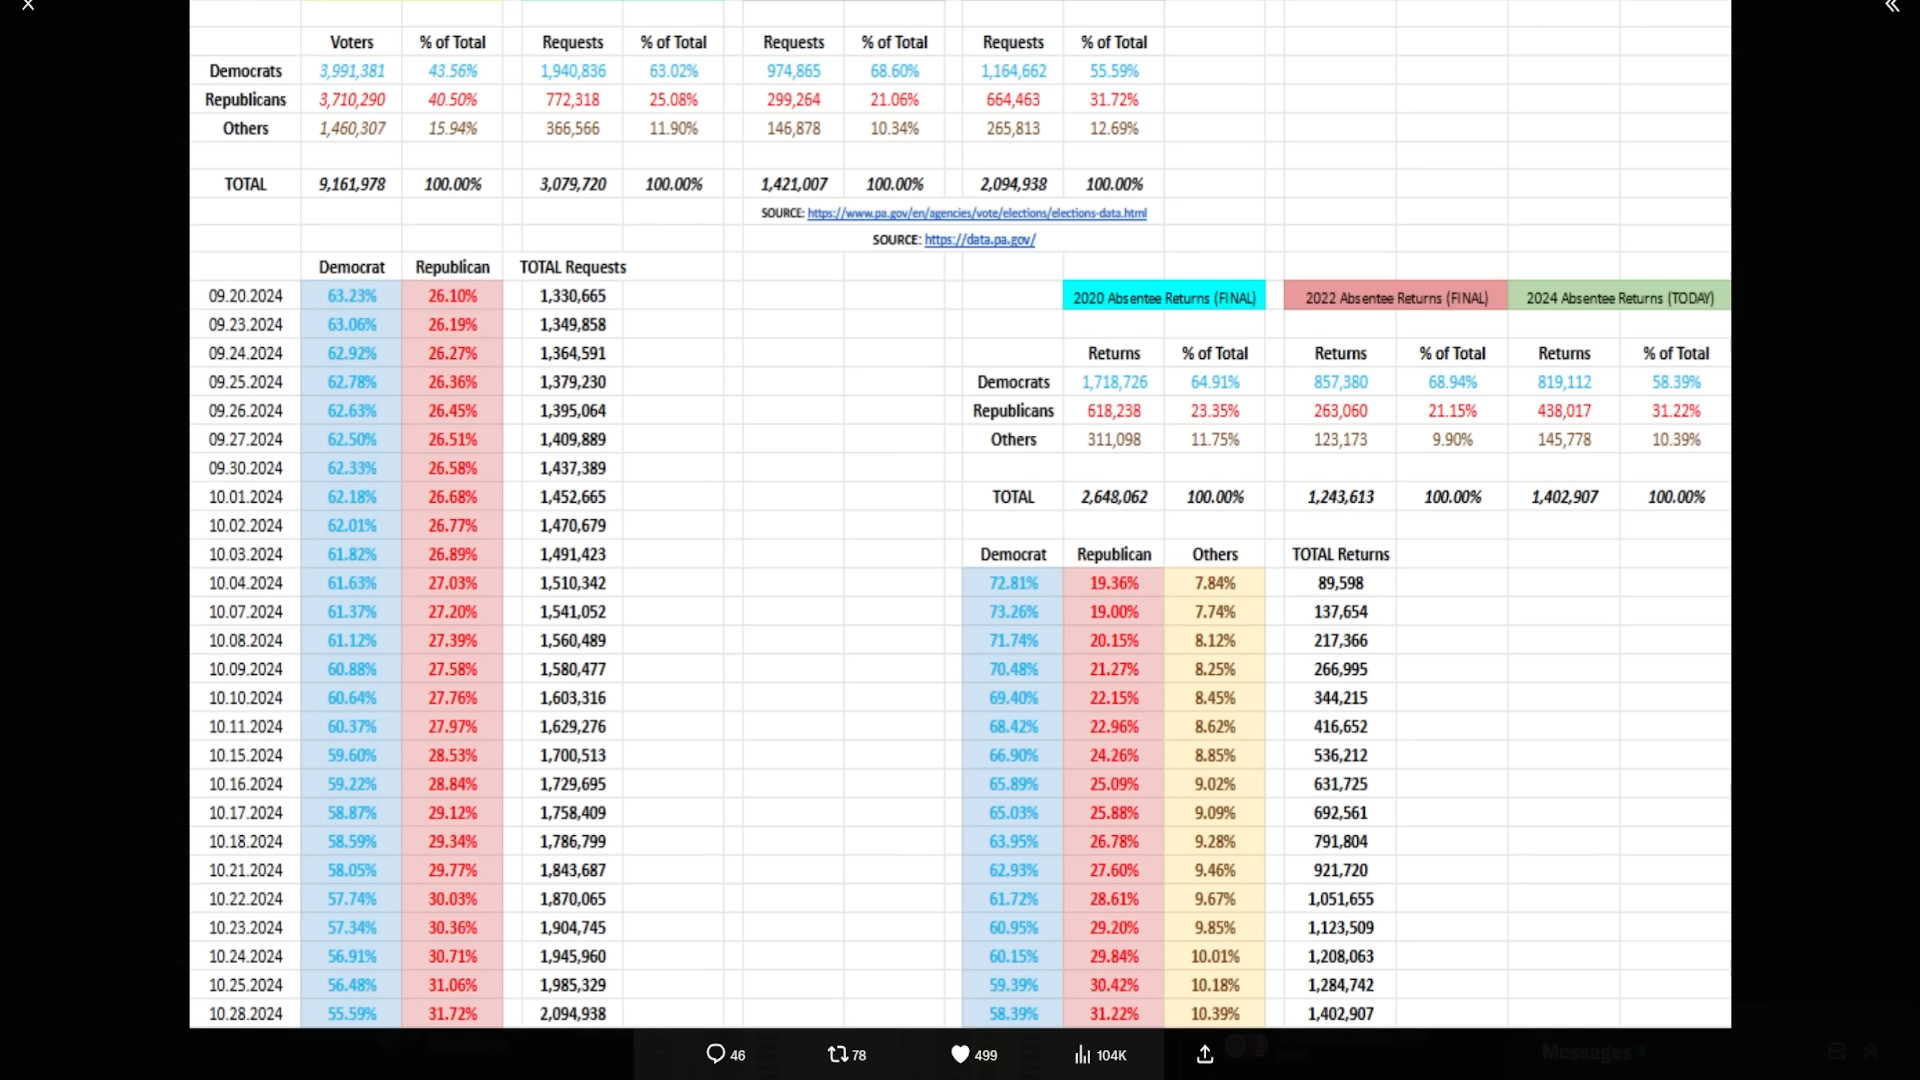 Voters % of Total Requests % of Total Requests % of Total Requests % of Total
Democrats 3,991,381 43.56% 1,940,836 63.02% 974,865 68.60% 1,164,662 55.59%
Republicans 3,710,290 40.50% 772,318 25.08% 299,264 21.06% 664,463 31.72%
Others 1,460,307 15.94% 366,566 11.90% 146,878 10.34% 265,813 12.69%
TOTAL 9,161,978 100.00% 3,079,720 100.00% 1,421,007 100.00% 2,094,938 100.00%
SOURCE: https://www.pa.gov/en/agencies/vote/elections/elections-data.html
SOURCE: https://data.pa.gov/
Democrat Republican TOTAL Requests
09.20.2024 63.23% 26.10% 1,330,665 2020 Absentee Returns (FINAL) 2022 Absentee Returns (FINAL) 2024 Absentee Returns (TODAY)
09.23.2024 63.06% 26.19% 1,349,858
09.24.2024 62.92% 26.27% 1,364,591 Returns % of Total Returns % of Total Returns % of Total
09.25.2024 62.78% 26.36% 1,379,230 Democrats 1,718,726 64.91% 857,380 68.94% 819,112 58.39%
09.26.2024 62.63% 26.45% 1,395,064 Republicans 618,238 23.35% 263,060 21.15% 438,017 31.22%
09.27.2024 62.50% 26.51% 1,409,889 Others 311,098 11.75% 123,173 9.90% 145,778 10.39%
09.30.2024 62.33% 26.58% 1,437,389
10.01.2024 62.18% 26.68% 1,452,665 TOTAL 2,648,062 100.00% 1,243,613 100.00% 1,402,907 100.00%
10.02.2024 62.01% 26.77% 1,470,679
10.03.2024 61.82% 26.89% 1,491,423 Democrat Republican Others TOTAL Returns
10.04.2024 61.63% 27.03% 1,510,342 72.81% 19.36% 7.84% 89,598
10.07.2024 61.37% 27.20% 1,541,052 73.26% 19.00% 7.74% 137,654
10.08.2024 61.12% 27.39% 1,560,489 71.74% 20.15% 8.12% 217,366
10.09.2024 60.88% 27.58% 1,580,477 70.48% 21.27% 8.25% 266,995
10.10.2024 60.64% 27.76% 1,603,316 69.40% 22.15% 8.45% 344,215
10.11.2024 60.37% 27.97% 1,629,276 68.42% 22.96% 8.62% 416,652
10.15.2024 59.60% 28.53% 1,700,513 66.90% 24.26% 8.85% 536,212
10.16.2024 59.22% 28.84% 1,729,695 65.89% 25.09% 9.02% 631,725
10.17.2024 58.87% 29.12% 1,758,409 65.03% 25.88% 9.09% 692,561
10.18.2024 58.59% 29.34% 1,786,799 63.95% 26.78% 9.28% 791,804
10.21.2024 58.05% 29.77% 1,843,687 62.93% 27.60% 9.46% 921,720
10.22.2024 57.74% 30.03% 1,870,065 61.72% 28.61% 9.67% 1,051,655
10.23.2024 57.34% 30.36% 1,904,745 60.95% 29.20% 9.85% 1,123,509
10.24.2024 56.91% 30.71% 1,945,960 60.15% 29.84% 10.01% 1,208,063
10.25.2024 56.48% 31.06% 1,985,329 59.39% 30.42% 10.18% 1,284,742
10.28.2024 55.59% 31.72% 2,094,938 58.39% 31.22% 10.39% 1,402,907
46 78 499 104K
Messages